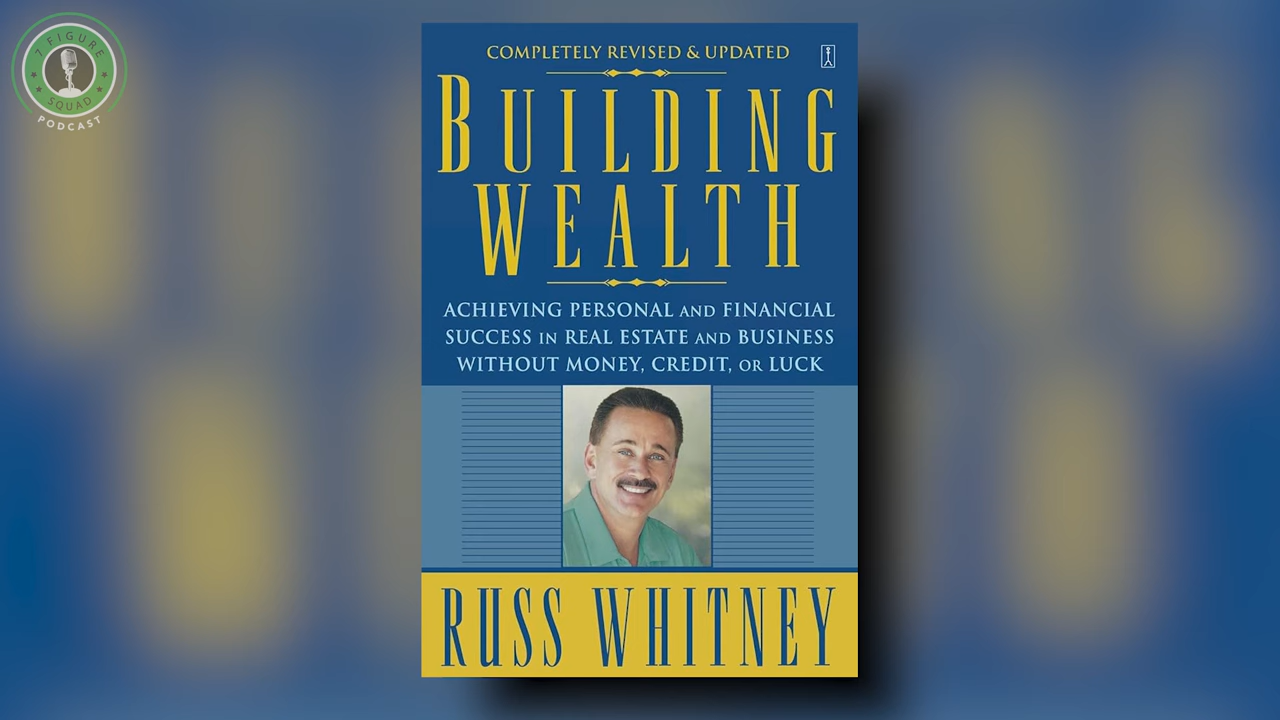 7 FIGURE
SQUAD
PODCAST
COMPLETELY REVISED & UPDATED
BUILDING
WEALTH
ACHIEVING PERSONAL AND FINANCIAL
SUCCESS IN REAL ESTATE AND BUSINESS
WITHOUT MONEY, CREDIT, OR LUCK
RUSS WHITNEY